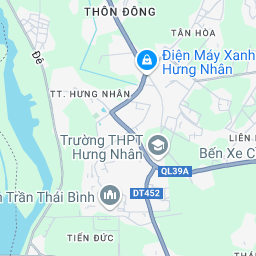 THÔN ĐÔNG
TÂN HÒA
Điện Máy Xanh
Hưng Nhân
Đê
TT. HƯNG NHÂN
Trường THPT
Hưng Nhân
LIÊN
Bến Xe C
QL39A
ĐT452
Trần Thái Bình
TIẾN ĐỨC